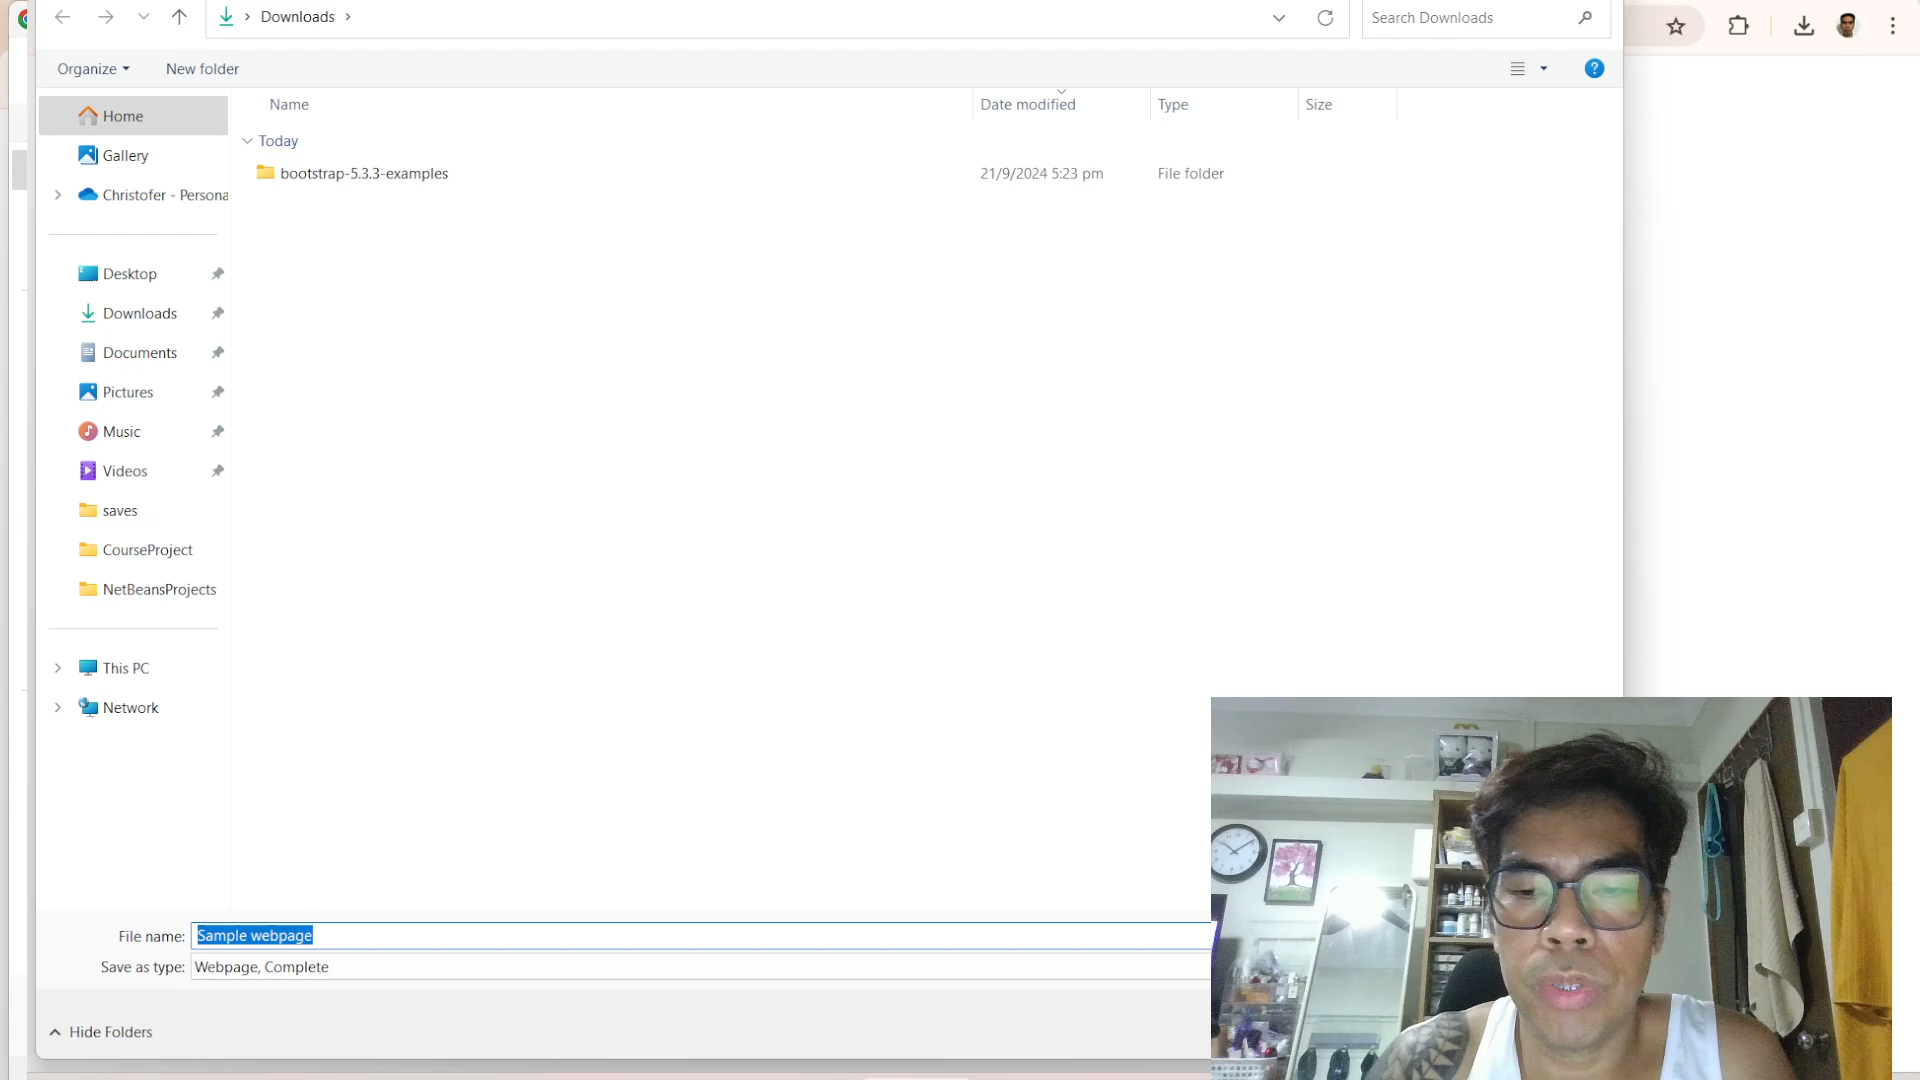 Downloads
Search Downloads
Organize
New folder
Name
Date modified
Type
Size
Home
Today
Gallery
bootstrap-5.3.3-examples
21/9/2024 5:23 pm
File folder
Christofer - Persona
Desktop
Downloads
Documents
Pictures
Music
Videos
saves
CourseProject
NetBeansProjects
This PC
Network
File name: Sample webpage
Save as type: Webpage, Complete
Hide Folders